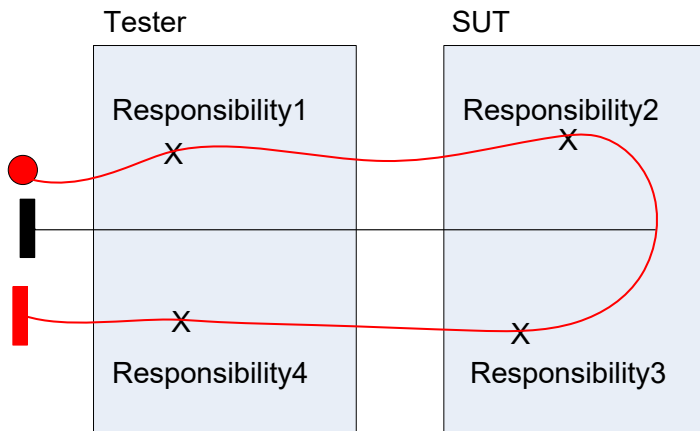 Tester
SUT
Responsibility1
Responsibility2
X
X
X
X
Responsibility4
Responsibility3